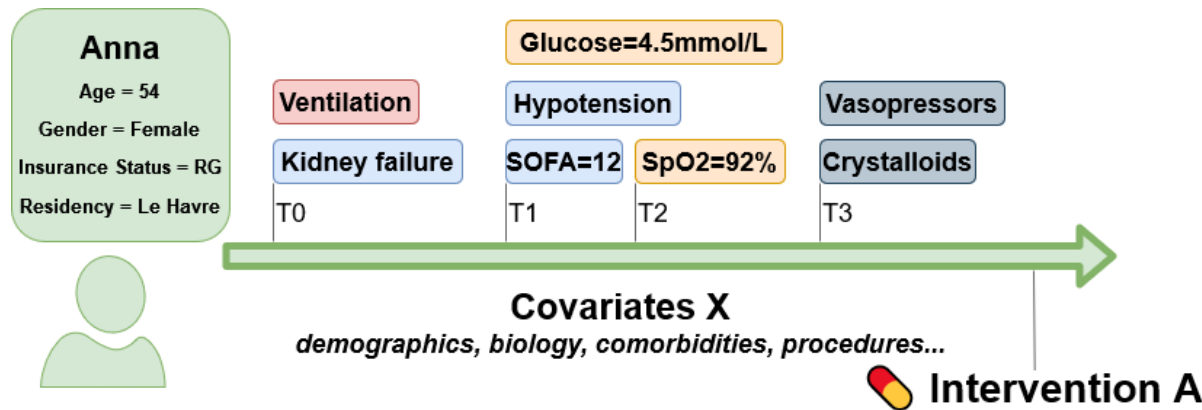 Anna
Age = 54
Gender = Female
Insurance Status = RG
Residency = Le Havre
Glucose=4.5mmol/L
Ventilation
Hypotension
Vasopressors
Kidney failure
SOFA=12
SpO2=92%
Crystalloids
T0
T1
T2
T3
Covariates X
demographics, biology, comorbidities, procedures...
Intervention A